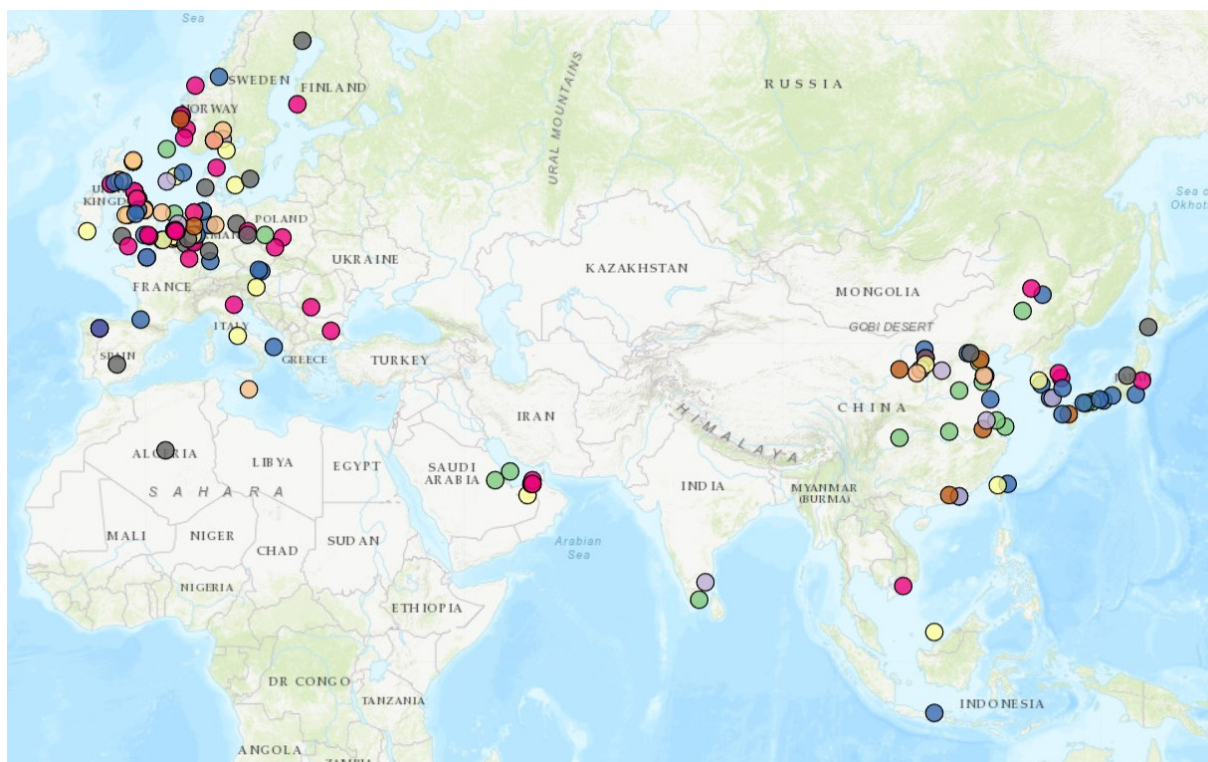 Sea
SWEDEN
FINLAND
RUSSIA
NORWAY
URAL MOUNTAINS
Sea o
Okhots
KINGD
POLAND
UKRAINE
KAZAKHSTAN
MONGOLIA
FRANCE
GOBI DESERT
ITALY
SPAIN
GREECE
TURKEY
CHINA
IRAN
HIMALAYA
ALGERIA
LIBYA
EGYPT
SAUDI
ARABIA
SAHARA
INDIA
MYANMAR
(BURMA)
MALI
NIGER
CHAD
SUDAN
Arabian
Sea
NIGERIA
ETHIOPIA
DR CONGO
TANZANIA
INDONESIA
ANGOLA
ZAMBIA